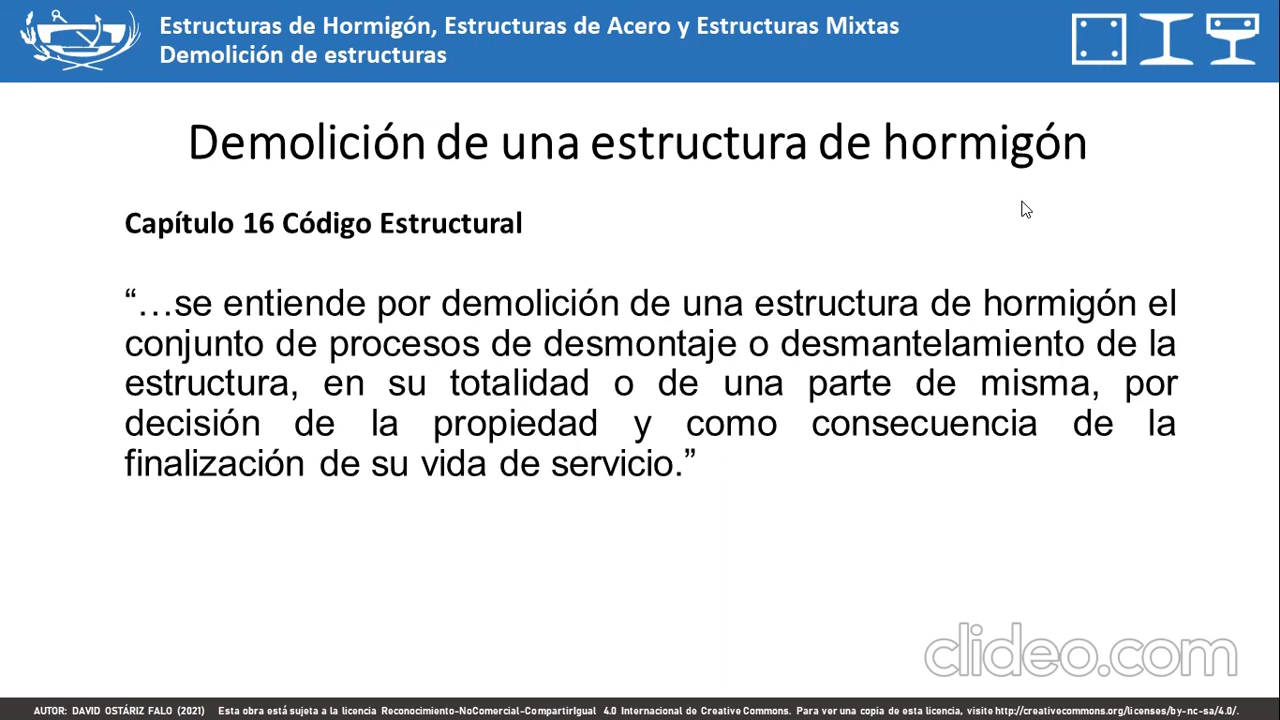 Estructuras de Hormigón, Estructuras de Acero y Estructuras Mixtas
Demolición de estructuras
Demolición de una estructura de hormigón
Capítulo 16 Código Estructural
“…se entiende por demolición de una estructura de hormigón el
conjunto de procesos de desmontaje o desmantelamiento de la
estructura, en su totalidad o de una parte de misma, por
decisión de la propiedad y como consecuencia de la
finalización de su vida de servicio.”
clideo.com
AUTOR: DAVID OSTÁRIZ FALO (2021) Esta obra está sujeta a la licencia Reconocimiento-NoComercial-CompartirIgual 4.0 Internacional de Creative Commons. Para ver una copia de esta licencia, visite http://creativecommons.org/licenses/by-nc-sa/4.0/.